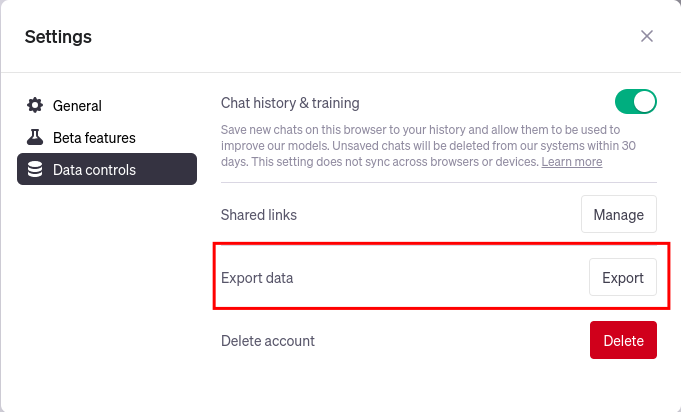 Settings
General
Beta features
Data controls
Chat history & training
Save new chats on this browser to your history and allow them to be used to
improve our models. Unsaved chats will be deleted from our systems within 30
days. This setting does not sync across browsers or devices. Learn more
Shared links
Manage
Export data
Export
Delete account
Delete